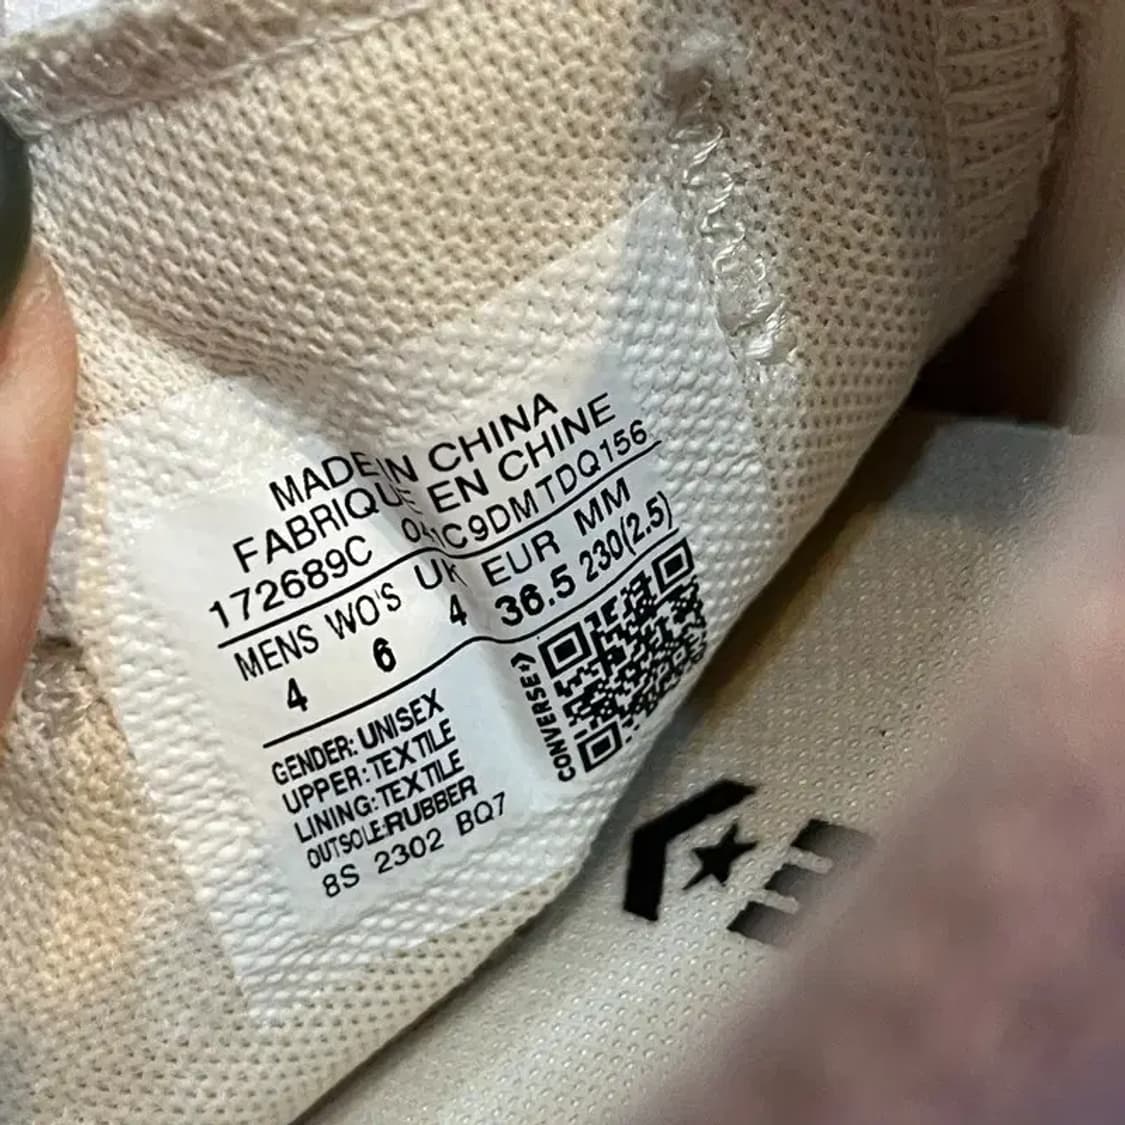 MADE IN CHINA
FABRIQUE EN CHINE
172689C
MENS WO'S UK EUR MM
4 6 4 36.5 230(2.5)
GENDER: UNISEX
UPPER: TEXTILE
LINING: TEXTILE
OUTSOLE: RUBBER
8S 2302 BQ7
CONVERSE